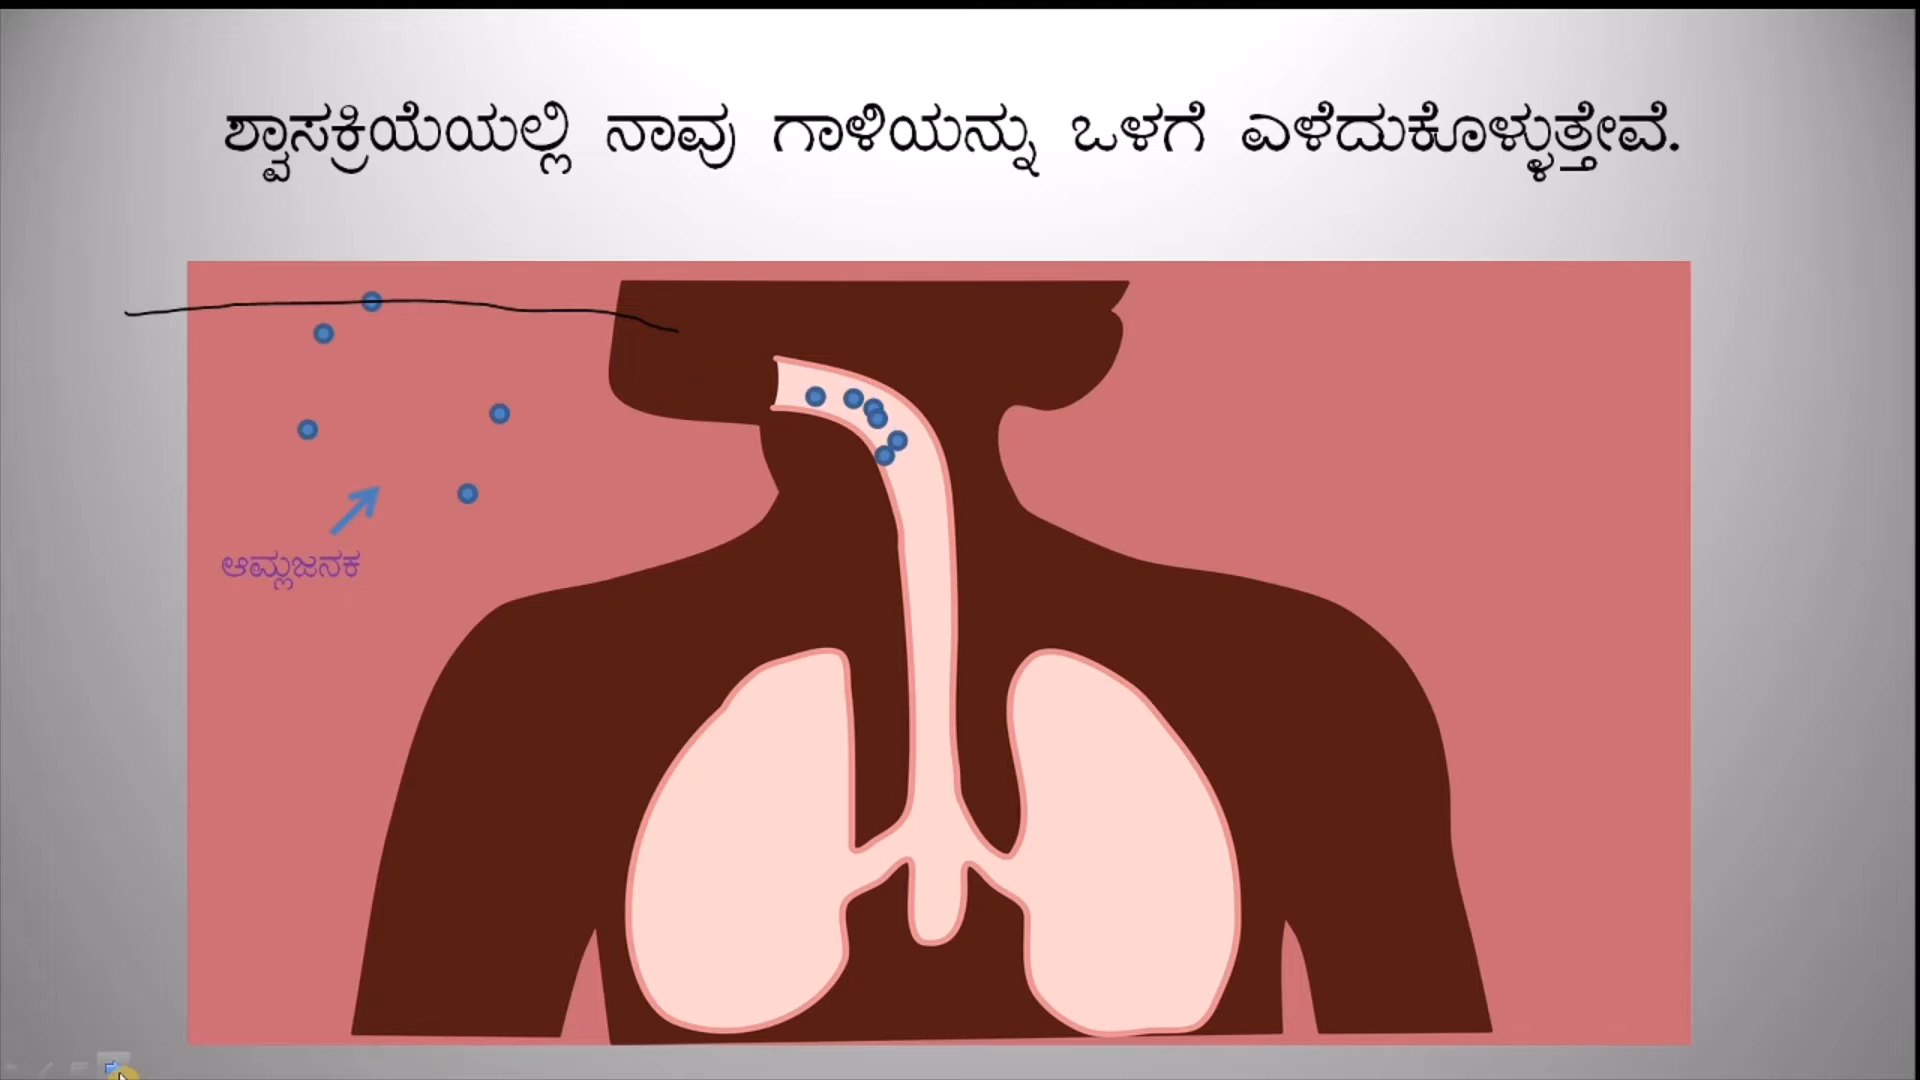 ಶ್ವಾಸಕ್ರಿಯೆಯಲ್ಲಿ ನಾವು ಗಾಳಿಯನ್ನು ಒಳಗೆ ಎಳೆದುಕೊಳ್ಳುತ್ತೇವೆ.
ಆಮ್ಲಜನಕ